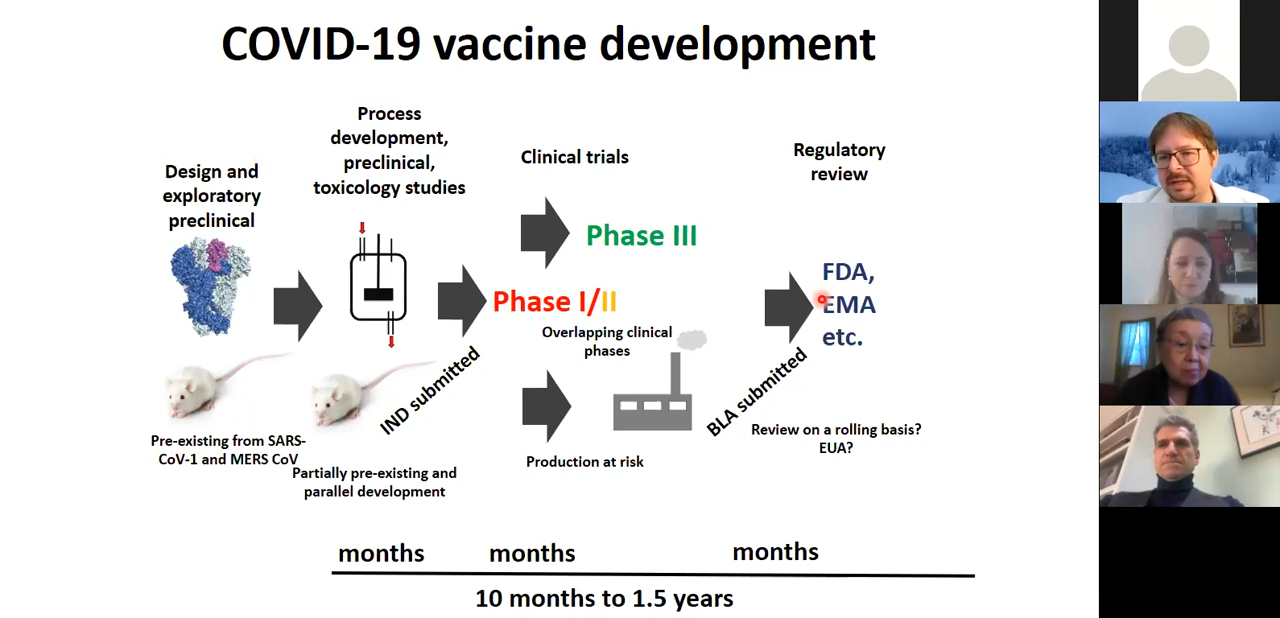 COVID-19 vaccine development
Design and
exploratory
preclinical
Pre-existing from SARS-
CoV-1 and MERS CoV
Process
development,
preclinical,
toxicology studies
Partially pre-existing and
parallel development
IND submitted
Clinical trials
Phase III
Phase I/II
Overlapping clinical
phases
Production at risk
BLA submitted
Regulatory
review
FDA,
EMA
etc.
Review on a rolling basis?
EUA?
months
months
months
10 months to 1.5 years